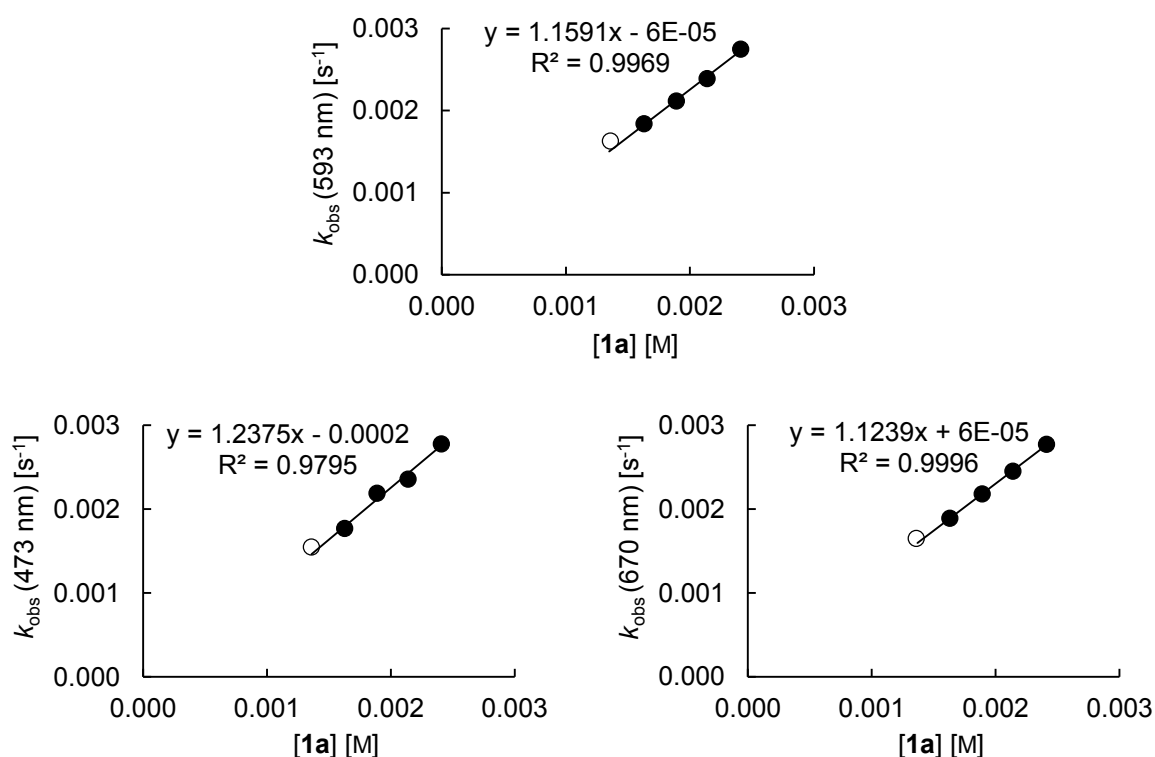 y = 1.1591x - 6E-05
R² = 0.9969
0.003
0.002
0.001
0.000
kobs (593 nm) [s⁻¹]
0.000 0.001 0.002 0.003
[1a] [M]
y = 1.2375x - 0.0002
R² = 0.9795
0.003
0.002
0.001
0.000
kobs (473 nm) [s⁻¹]
0.000 0.001 0.002 0.003
[1a] [M]
y = 1.1239x + 6E-05
R² = 0.9996
0.003
0.002
0.001
0.000
kobs (670 nm) [s⁻¹]
0.000 0.001 0.002 0.003
[1a] [M]